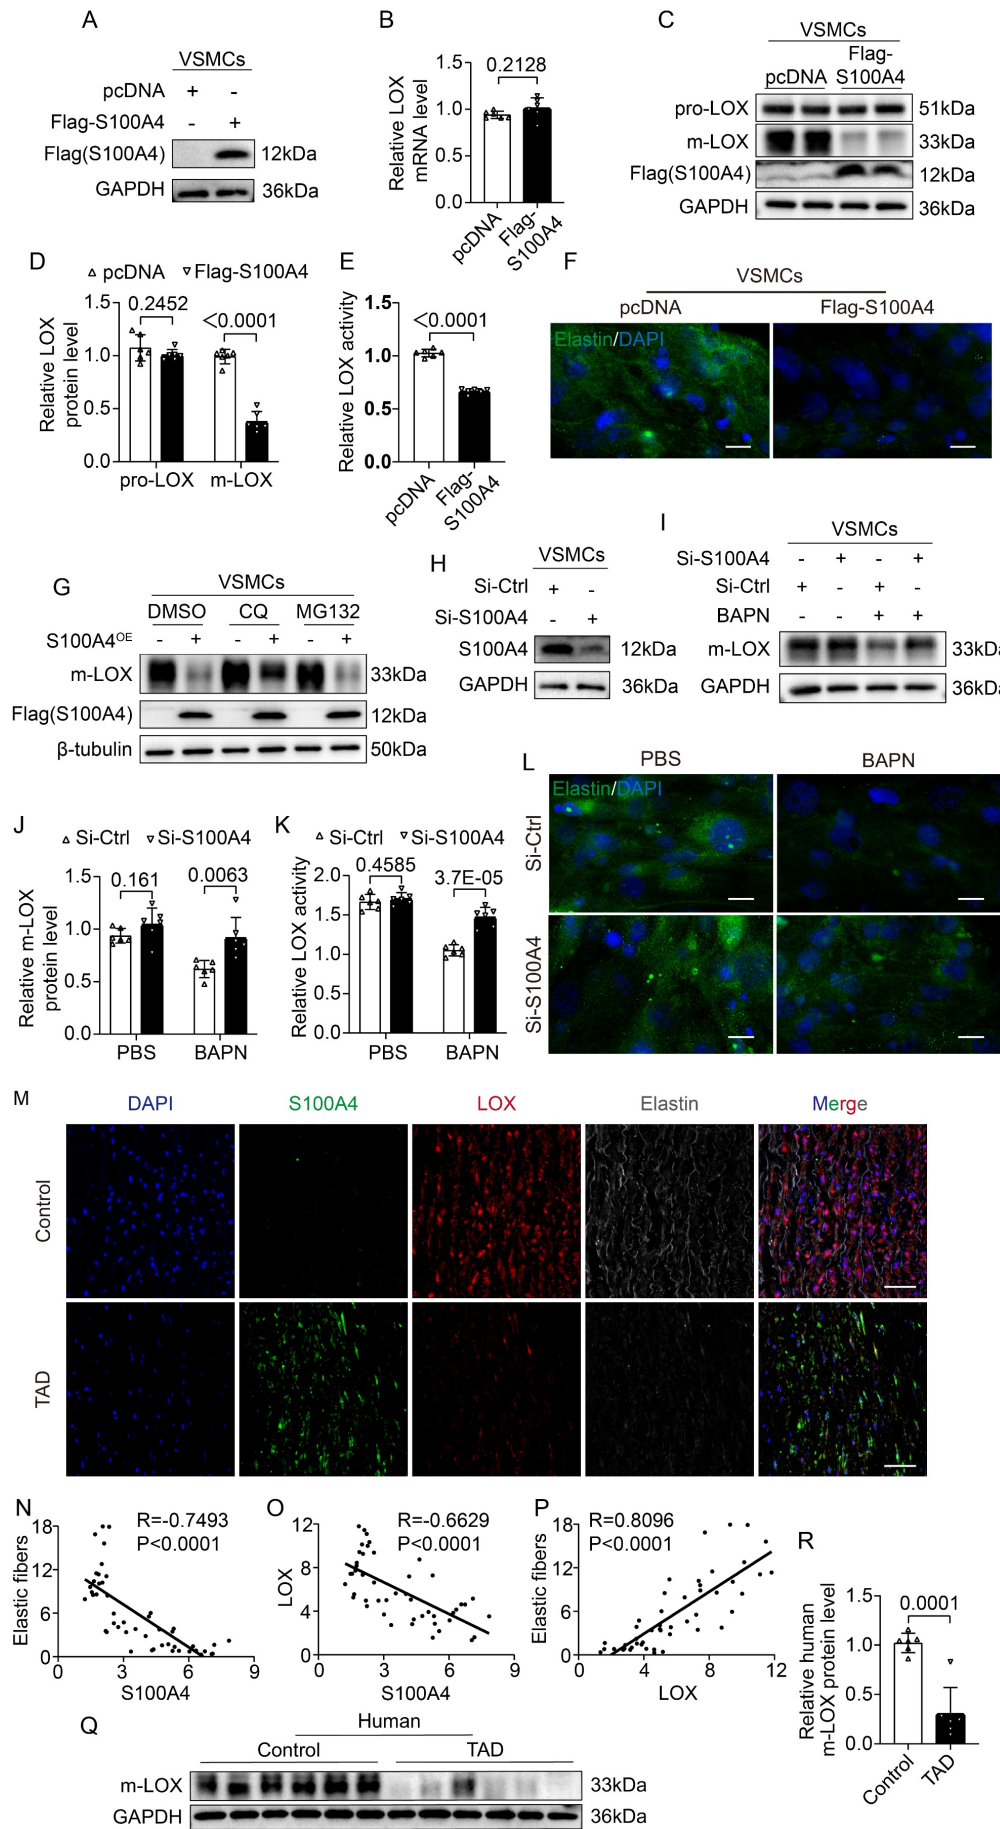 A
VSMCs
pcDNA + -
Flag-S100A4 - +
Flag(S100A4) 12kDa
GAPDH 36kDa
B
Relative LOX
mRNA level
1.5
1.0
0.5
0.0
0.2128
pcDNA
Flag-
S100A4
C
VSMCs
pcDNA
Flag-
S100A4
pro-LOX 51kDa
m-LOX 33kDa
Flag(S100A4) 12kDa
GAPDH 36kDa
D
pcDNA Flag-S100A4
Relative LOX
protein level
1.5
1.0
0.5
0.0
0.2452
<0.0001
pro-LOX m-LOX
E
Relative LOX activity
1.5
1.0
0.5
0.0
<0.0001
pcDNA
Flag-
S100A4
F
VSMCs
pcDNA Flag-S100A4
Elastin/DAPI
G
VSMCs
DMSO CQ MG132
S100A4OE - + - + - +
m-LOX 33kDa
Flag(S100A4) 12kDa
β-tubulin 50kDa
H
VSMCs
Si-Ctrl + -
Si-S100A4 - +
S100A4 12kDa
GAPDH 36kDa
I
VSMCs
Si-S100A4 - + - +
Si-Ctrl + - + -
BAPN - - + +
m-LOX 33kDa
GAPDH 36kDa
J
Si-Ctrl Si-S100A4
Relative m-LOX
protein level
1.5
1.0
0.5
0.0
0.161
0.0063
PBS BAPN
K
Si-Ctrl Si-S100A4
Relative LOX activity
2.0
1.5
1.0
0.5
0.0
0.4585
3.7E-05
PBS BAPN
L
PBS BAPN
Elastin/DAPI
Si-Ctrl
Si-S100A4
M
DAPI S100A4 LOX Elastin Merge
Control
TAD
N
R=-0.7493
P<0.0001
Elastic fibers
18
12
6
0
0 3 6 9
S100A4
O
R=-0.6629
P<0.0001
LOX
12
8
4
0
0 3 6 9
S100A4
P
R=0.8096
P<0.0001
Elastic fibers
18
12
6
0
0 4 8 12
LOX
Q
Human
Control TAD
m-LOX 33kDa
GAPDH 36kDa
R
Relative human
m-LOX protein level
1.5
1.0
0.5
0.0
0.0001
Control
TAD